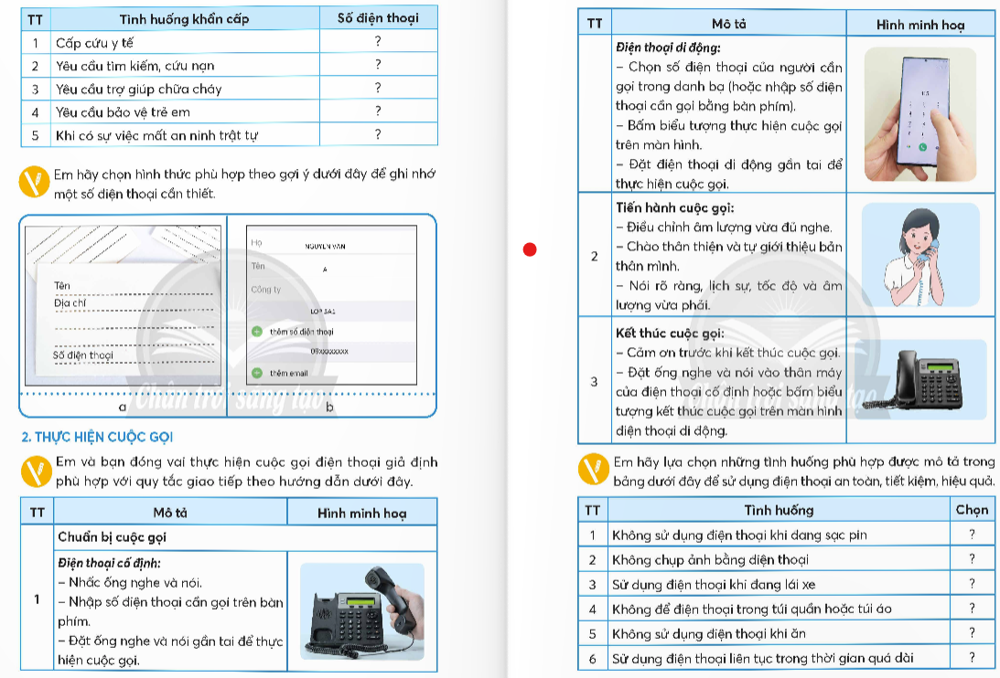 TT Tình huống khẩn cấp Số điện thoại
1 Cấp cứu y tế ?
2 Yêu cầu tìm kiếm, cứu nạn ?
3 Yêu cầu trợ giúp chữa cháy ?
4 Yêu cầu bảo vệ trẻ em ?
5 Khi có sự việc mất an ninh trật tự ?
Em hãy chọn hình thức phù hợp theo gợi ý dưới đây để ghi nhớ
một số điện thoại cần thiết.
Tên
Địa chỉ
Số điện thoại
a
Họ NGUYEN VAN
Tên A
Công ty
LOP 5A1
thêm số điện thoại
09xxxxxxxx
thêm email
b
Chân trời sáng tạo
2. THỰC HIỆN CUỘC GỌI
Em và bạn đóng vai thực hiện cuộc gọi điện thoại giả định
phù hợp với quy tắc giao tiếp theo hướng dẫn dưới đây.
TT Mô tả Hình minh hoạ
Chuẩn bị cuộc gọi
1
Điện thoại cố định:
– Nhấc ống nghe và nói.
– Nhập số điện thoại cần gọi trên bàn
phím.
– Đặt ống nghe và nói gần tai để thực
hiện cuộc gọi.
TT Mô tả Hình minh hoạ
Điện thoại di động:
– Chọn số điện thoại của người cần
gọi trong danh bạ (hoặc nhập số điện
thoại cần gọi bằng bàn phím).
– Bấm biểu tượng thực hiện cuộc gọi
trên màn hình.
– Đặt điện thoại di động gần tai để
thực hiện cuộc gọi.
2
Tiến hành cuộc gọi:
– Điều chỉnh âm lượng vừa đủ nghe.
– Chào thân thiện và tự giới thiệu bản
thân mình.
– Nói rõ ràng, lịch sự, tốc độ và âm
lượng vừa phải.
3
Kết thúc cuộc gọi:
– Cảm ơn trước khi kết thúc cuộc gọi.
– Đặt ống nghe và nói vào thân máy
của điện thoại cố định hoặc bấm biểu
tượng kết thúc cuộc gọi trên màn hình
điện thoại di động.
Chân trời sáng tạo
Em hãy lựa chọn những tình huống phù hợp được mô tả trong
bảng dưới đây để sử dụng điện thoại an toàn, tiết kiệm, hiệu quả.
TT Tình huống Chọn
1 Không sử dụng điện thoại khi đang sạc pin ?
2 Không chụp ảnh bằng điện thoại ?
3 Sử dụng điện thoại khi đang lái xe ?
4 Không để điện thoại trong túi quần hoặc túi áo ?
5 Không sử dụng điện thoại khi ăn ?
6 Sử dụng điện thoại liên tục trong thời gian quá dài ?